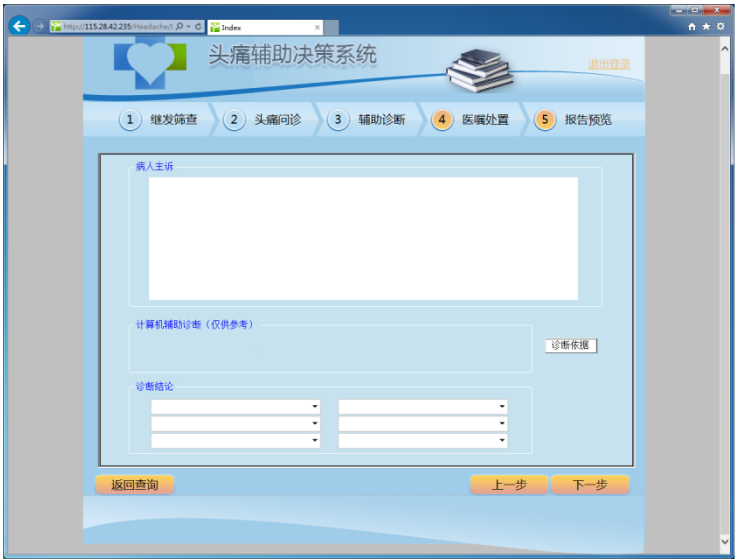 http://115.28.42.235/Headache/I
Index
头痛辅助决策系统
退出登录
1 继发筛查 2 头痛问诊 3 辅助诊断 4 医嘱处置 5 报告预览
病人主诉
计算机辅助诊断（仅供参考）
诊断依据
诊断结论
返回查询 上一步 下一步